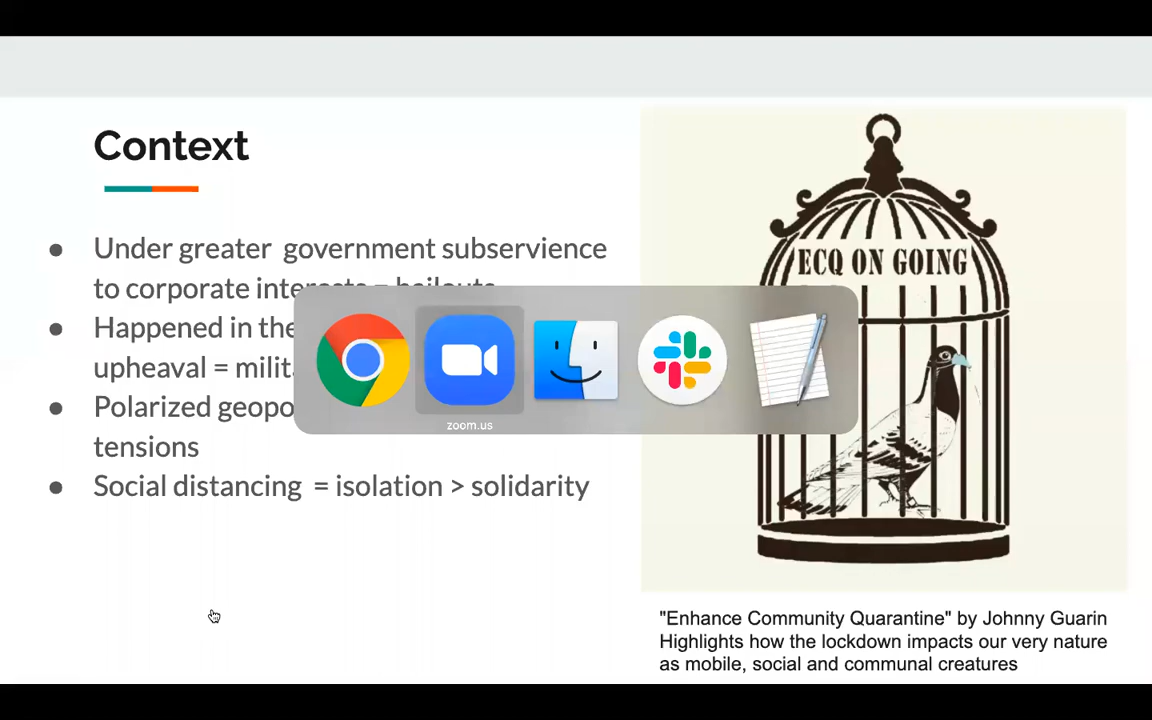 Context
● Under greater government subservience
to corporate interests = bailouts
● Happened in the
upheaval = milit
● Polarized geopo
tensions
● Social distancing = isolation > solidarity
zoom.us
ECQ ON GOING
"Enhance Community Quarantine" by Johnny Guarin
Highlights how the lockdown impacts our very nature
as mobile, social and communal creatures